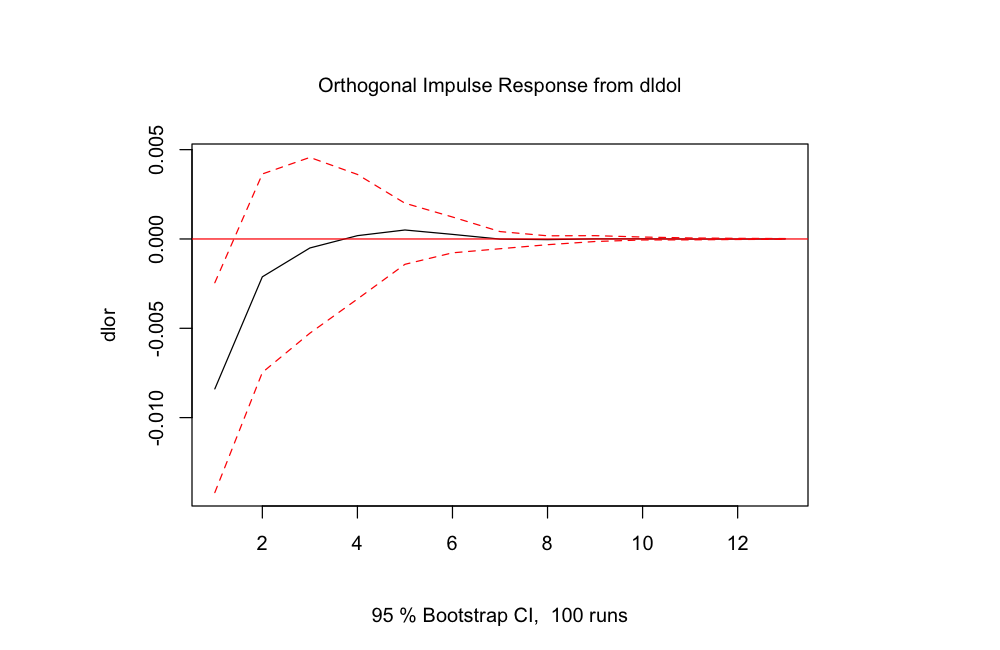 Orthogonal Impulse Response from dldol
dlor
0.005
0.000
-0.005
-0.010
2 4 6 8 10 12
95 % Bootstrap CI,  100 runs